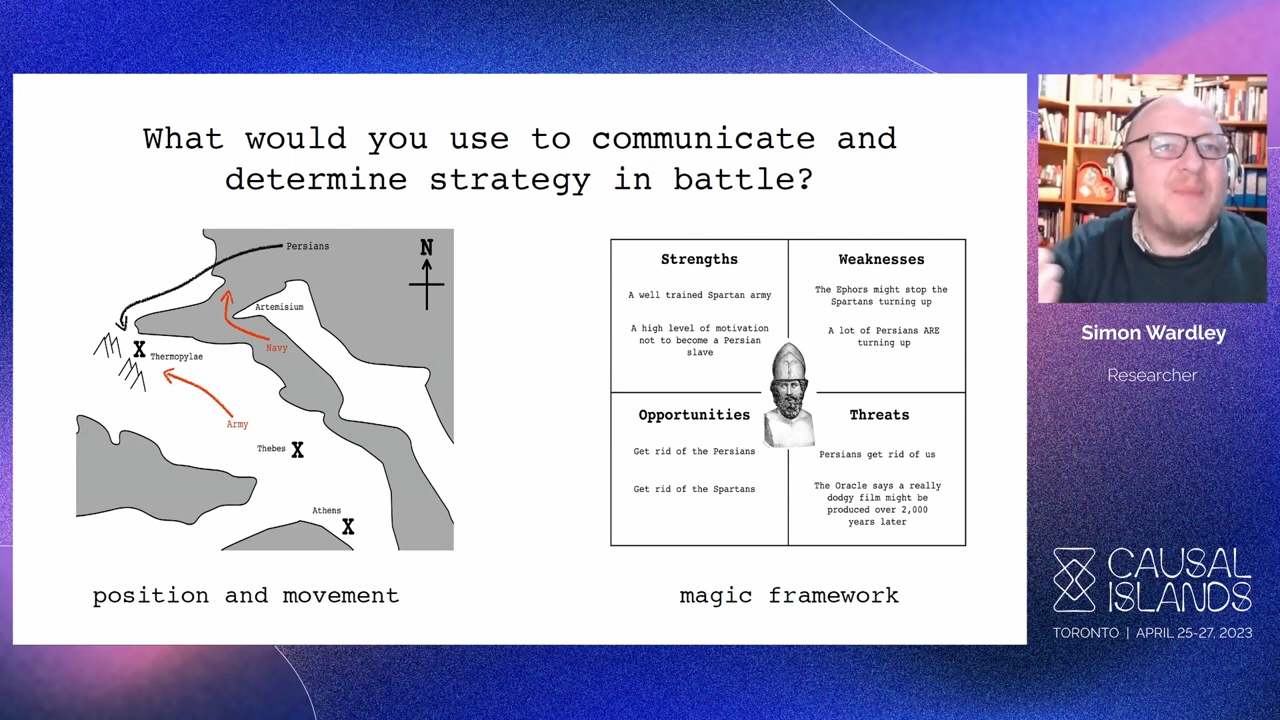 What would you use to communicate and
determine strategy in battle?
Persians
N
Artemisium
Navy
X
Thermopylae
Army
Thebes X
Athens
X
position and movement
Strengths
A well trained Spartan army
A high level of motivation
not to become a Persian
slave
Weaknesses
The Ephors might stop the
Spartans turning up
A lot of Persians ARE
turning up
Opportunities
Get rid of the Persians
Get rid of the Spartans
Threats
Persians get rid of us
The Oracle says a really
dodgy film might be
produced over 2,000
years later
magic framework
Simon Wardley
Researcher
CAUSAL
ISLANDS
TORONTO | APRIL 25-27, 2023